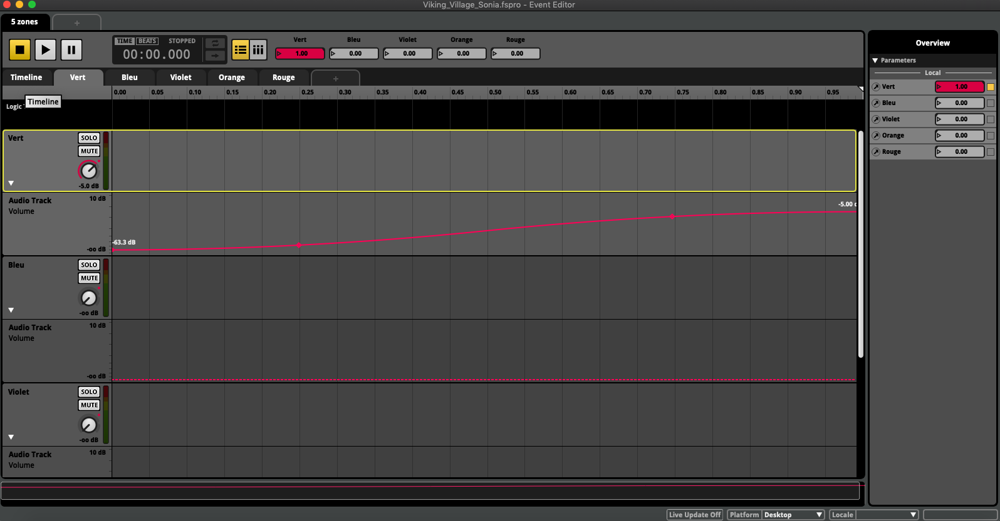 Viking_Village_Sonia.fspro - Event Editor
5 zones
+
TIME BEATS STOPPED
00:00.000
Vert Bleu Violet Orange Rouge
1.00 0.00 0.00 0.00 0.00
Timeline Vert Bleu Violet Orange Rouge +
0.00 0.05 0.10 0.15 0.20 0.25 0.30 0.35 0.40 0.45 0.50 0.55 0.60 0.65 0.70 0.75 0.80 0.85 0.90 0.95
Timeline
Logic
Vert SOLO
MUTE
-5.0 dB
Audio Track 10 dB
Volume
-5.00
-63.3 dB
-oo dB
Bleu SOLO
MUTE
-oo dB
Audio Track 10 dB
Volume
-oo dB
Violet SOLO
MUTE
-oo dB
Audio Track 10 dB
Volume
Overview
Parameters
Local
Vert 1.00
Bleu 0.00
Violet 0.00
Orange 0.00
Rouge 0.00
Live Update Off Platform Desktop Locale